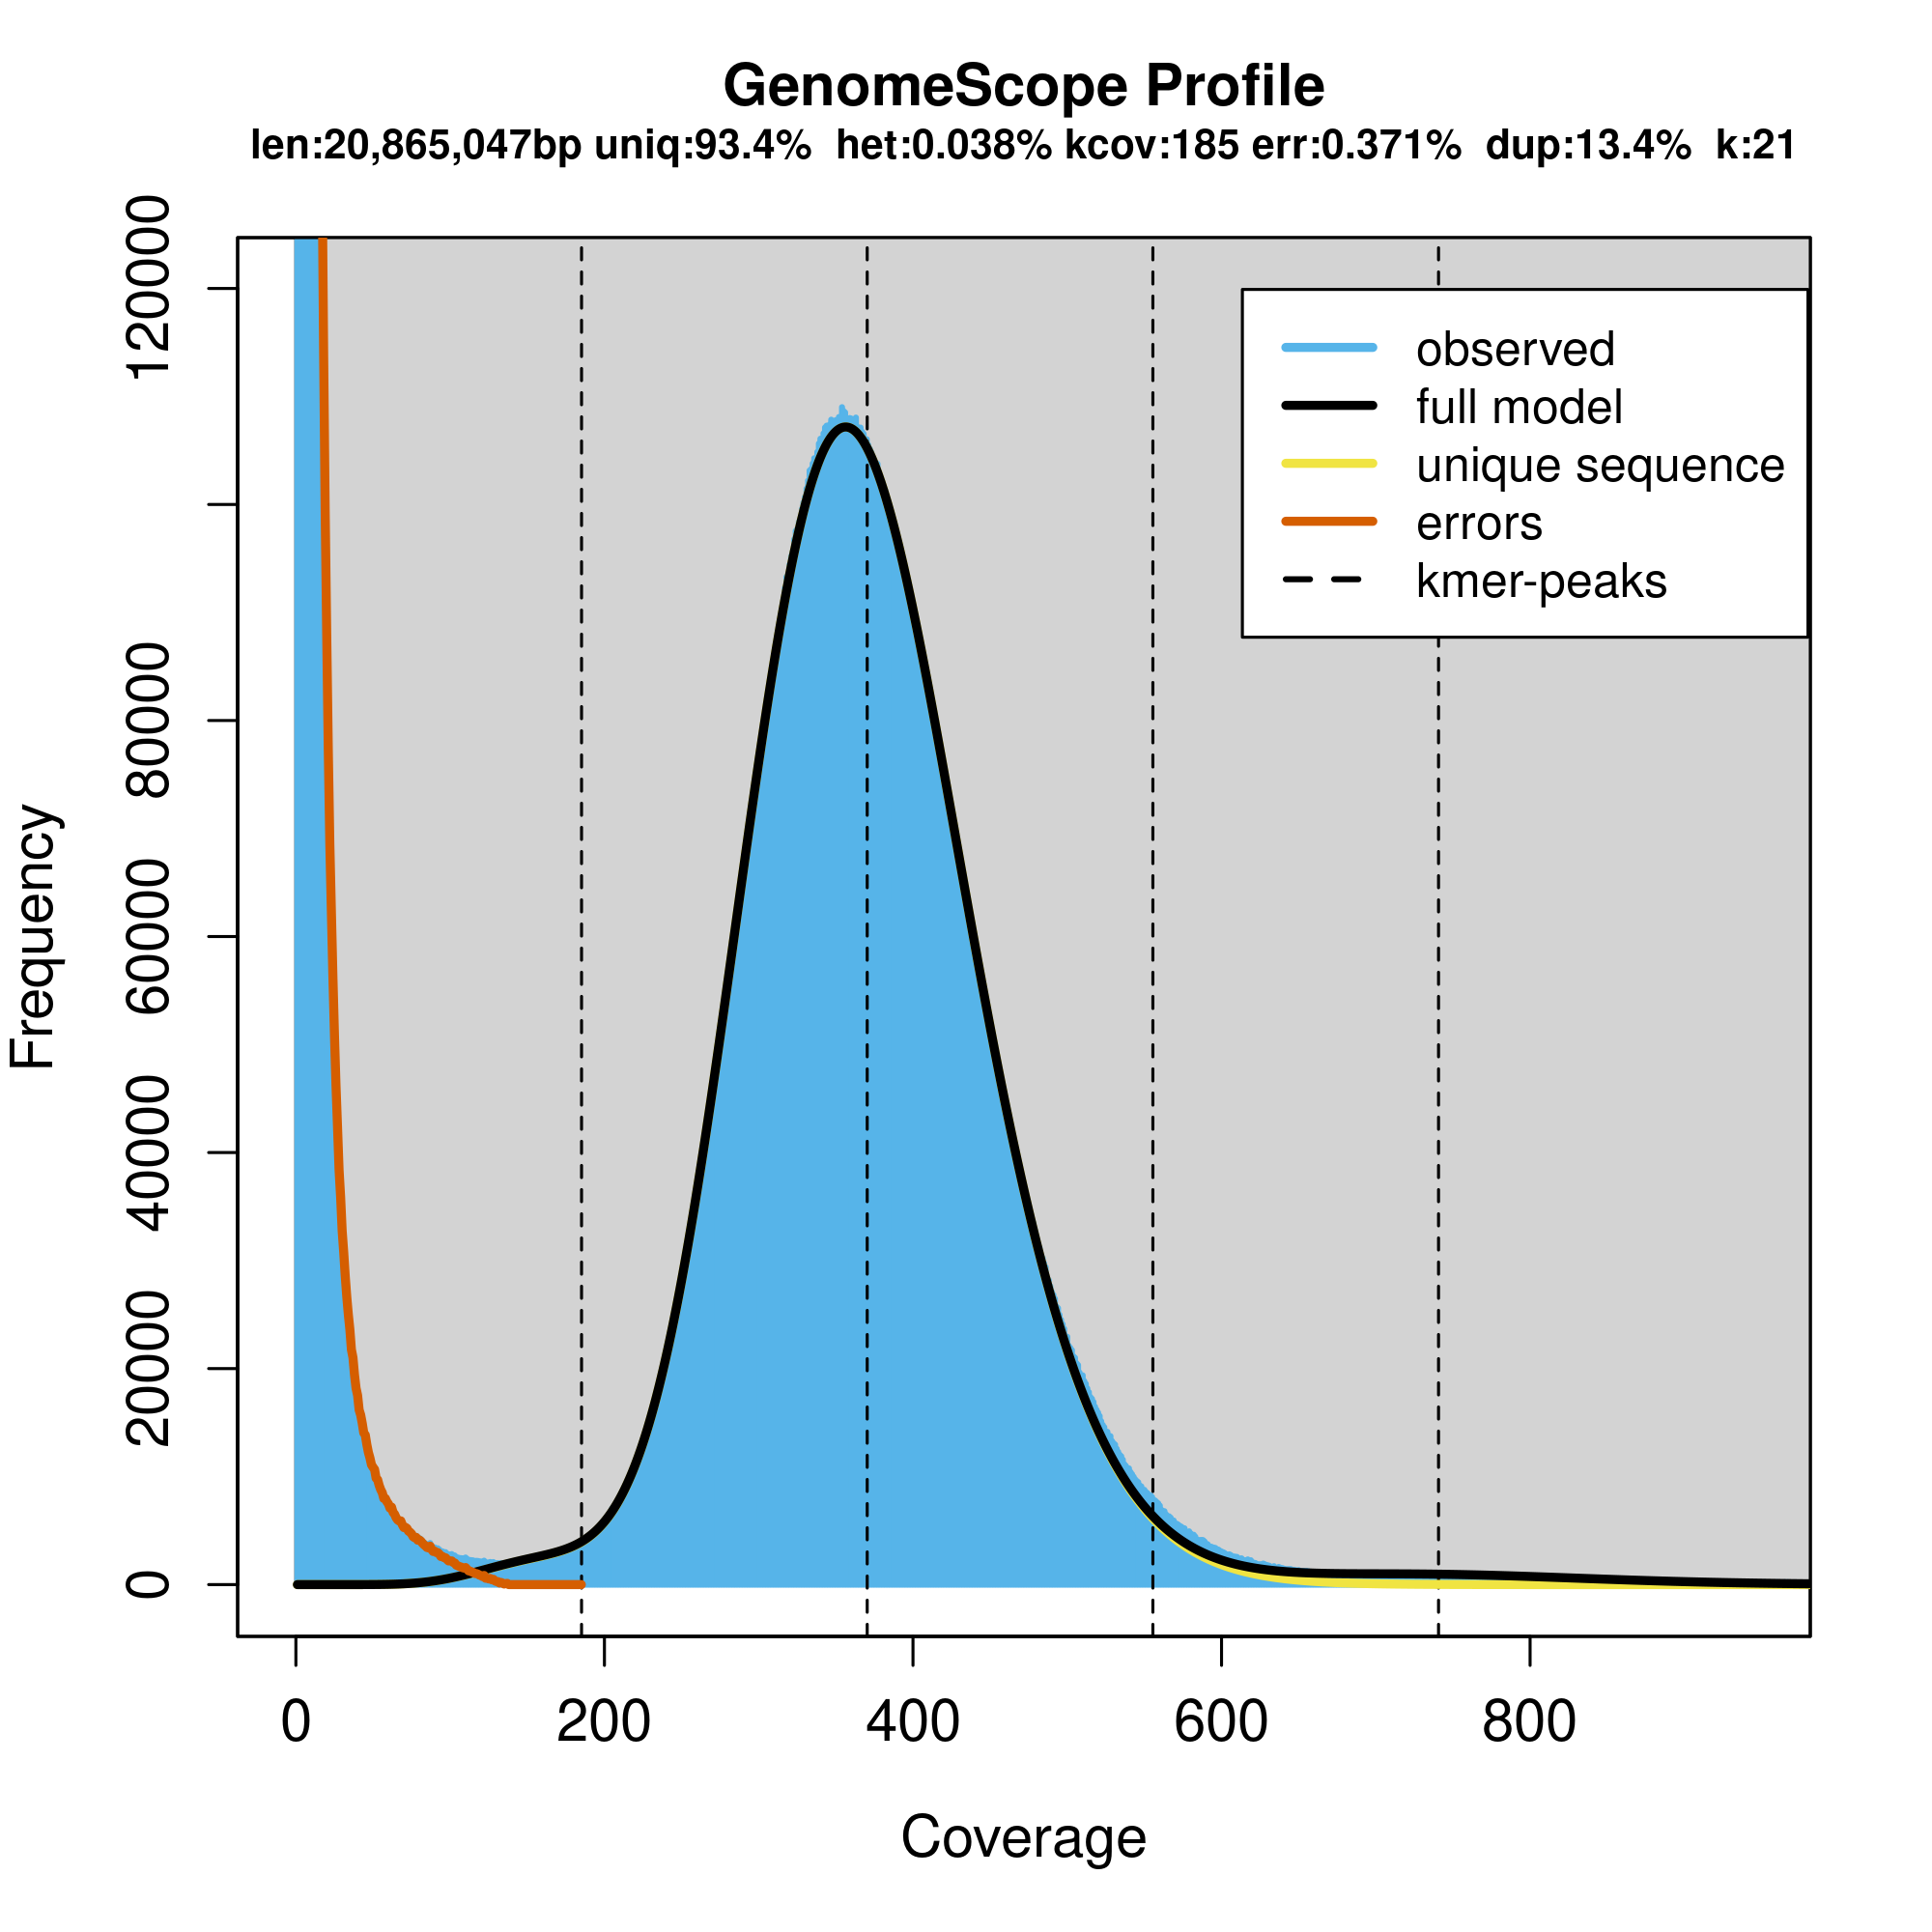 GenomeScope Profile
len:20,865,047bp uniq:93.4% het:0.038% kcov:185 err:0.371% dup:13.4% k:21
120000
80000
60000
40000
20000
0
Frequency
observed
full model
unique sequence
errors
kmer-peaks
0 200 400 600 800
Coverage